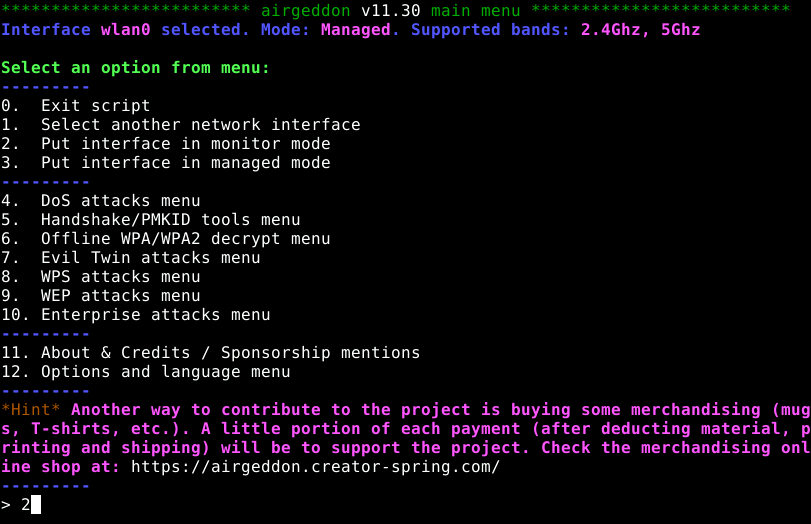 ************************* airgeddon v11.30 main menu **************************
Interface wlan0 selected. Mode: Managed. Supported bands: 2.4Ghz, 5Ghz
Select an option from menu:
---------
0.  Exit script
1.  Select another network interface
2.  Put interface in monitor mode
3.  Put interface in managed mode
---------
4.  DoS attacks menu
5.  Handshake/PMKID tools menu
6.  Offline WPA/WPA2 decrypt menu
7.  Evil Twin attacks menu
8.  WPS attacks menu
9.  WEP attacks menu
10. Enterprise attacks menu
---------
11. About & Credits / Sponsorship mentions
12. Options and language menu
---------
*Hint* Another way to contribute to the project is buying some merchandising (mug
s, T-shirts, etc.). A little portion of each payment (after deducting material, p
rinting and shipping) will be to support the project. Check the merchandising onl
ine shop at: https://airgeddon.creator-spring.com/
---------
> 2